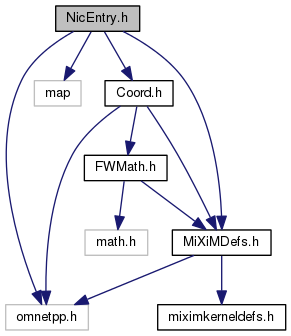 NicEntry.h
map
Coord.h
FWMath.h
math.h
MiXiMDefs.h
omnetpp.h
miximkerneldefs.h